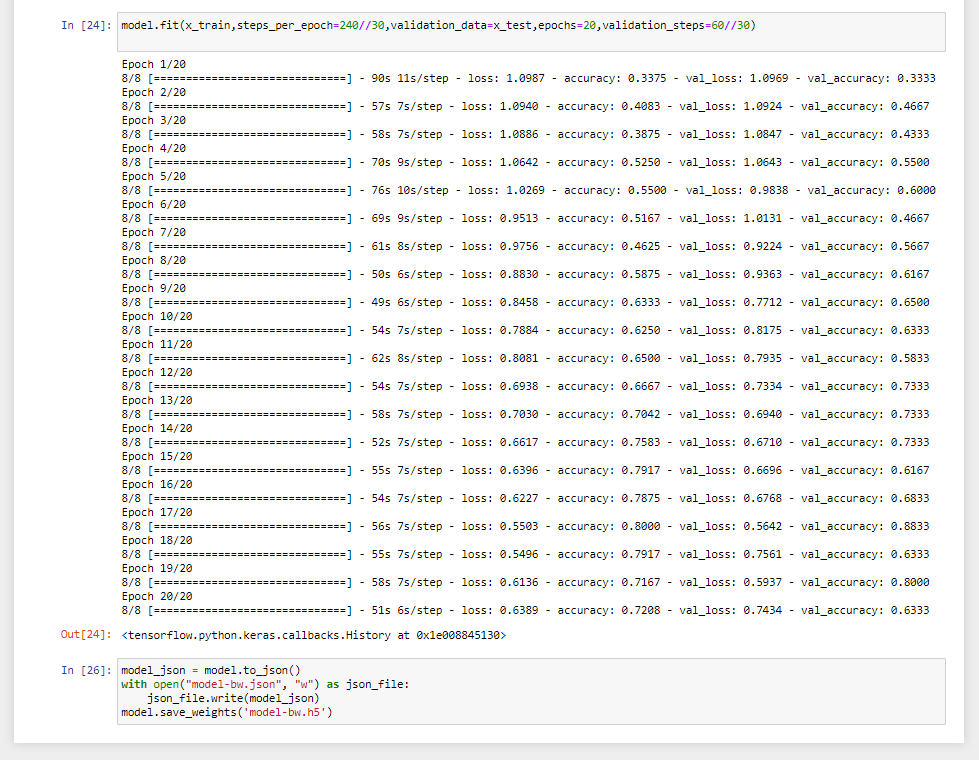 In [24]: model.fit(x_train,steps_per_epoch=240//30,validation_data=x_test,epochs=20,validation_steps=60//30)
Epoch 1/20
8/8 [==============================] - 90s 11s/step - loss: 1.0987 - accuracy: 0.3375 - val_loss: 1.0969 - val_accuracy: 0.3333
Epoch 2/20
8/8 [==============================] - 57s 7s/step - loss: 1.0940 - accuracy: 0.4083 - val_loss: 1.0924 - val_accuracy: 0.4667
Epoch 3/20
8/8 [==============================] - 58s 7s/step - loss: 1.0886 - accuracy: 0.3875 - val_loss: 1.0847 - val_accuracy: 0.4333
Epoch 4/20
8/8 [==============================] - 70s 9s/step - loss: 1.0642 - accuracy: 0.5250 - val_loss: 1.0643 - val_accuracy: 0.5500
Epoch 5/20
8/8 [==============================] - 76s 10s/step - loss: 1.0269 - accuracy: 0.5500 - val_loss: 0.9838 - val_accuracy: 0.6000
Epoch 6/20
8/8 [==============================] - 69s 9s/step - loss: 0.9513 - accuracy: 0.5167 - val_loss: 1.0131 - val_accuracy: 0.4667
Epoch 7/20
8/8 [==============================] - 61s 8s/step - loss: 0.9756 - accuracy: 0.4625 - val_loss: 0.9224 - val_accuracy: 0.5667
Epoch 8/20
8/8 [==============================] - 50s 6s/step - loss: 0.8830 - accuracy: 0.5875 - val_loss: 0.9363 - val_accuracy: 0.6167
Epoch 9/20
8/8 [==============================] - 49s 6s/step - loss: 0.8458 - accuracy: 0.6333 - val_loss: 0.7712 - val_accuracy: 0.6500
Epoch 10/20
8/8 [==============================] - 54s 7s/step - loss: 0.7884 - accuracy: 0.6250 - val_loss: 0.8175 - val_accuracy: 0.6333
Epoch 11/20
8/8 [==============================] - 62s 8s/step - loss: 0.8081 - accuracy: 0.6500 - val_loss: 0.7935 - val_accuracy: 0.5833
Epoch 12/20
8/8 [==============================] - 54s 7s/step - loss: 0.6938 - accuracy: 0.6667 - val_loss: 0.7334 - val_accuracy: 0.7333
Epoch 13/20
8/8 [==============================] - 58s 7s/step - loss: 0.7030 - accuracy: 0.7042 - val_loss: 0.6940 - val_accuracy: 0.7333
Epoch 14/20
8/8 [==============================] - 52s 7s/step - loss: 0.6617 - accuracy: 0.7583 - val_loss: 0.6710 - val_accuracy: 0.7333
Epoch 15/20
8/8 [==============================] - 55s 7s/step - loss: 0.6396 - accuracy: 0.7917 - val_loss: 0.6696 - val_accuracy: 0.6167
Epoch 16/20
8/8 [==============================] - 54s 7s/step - loss: 0.6227 - accuracy: 0.7875 - val_loss: 0.6768 - val_accuracy: 0.6833
Epoch 17/20
8/8 [==============================] - 56s 7s/step - loss: 0.5503 - accuracy: 0.8000 - val_loss: 0.5642 - val_accuracy: 0.8833
Epoch 18/20
8/8 [==============================] - 55s 7s/step - loss: 0.5496 - accuracy: 0.7917 - val_loss: 0.7561 - val_accuracy: 0.6333
Epoch 19/20
8/8 [==============================] - 58s 7s/step - loss: 0.6136 - accuracy: 0.7167 - val_loss: 0.5937 - val_accuracy: 0.8000
Epoch 20/20
8/8 [==============================] - 51s 6s/step - loss: 0.6389 - accuracy: 0.7208 - val_loss: 0.7434 - val_accuracy: 0.6333
Out[24]: <tensorflow.python.keras.callbacks.History at 0x1e008845130>
In [26]: model_json = model.to_json()
with open("model-bw.json", "w") as json_file:
    json_file.write(model_json)
model.save_weights('model-bw.h5')